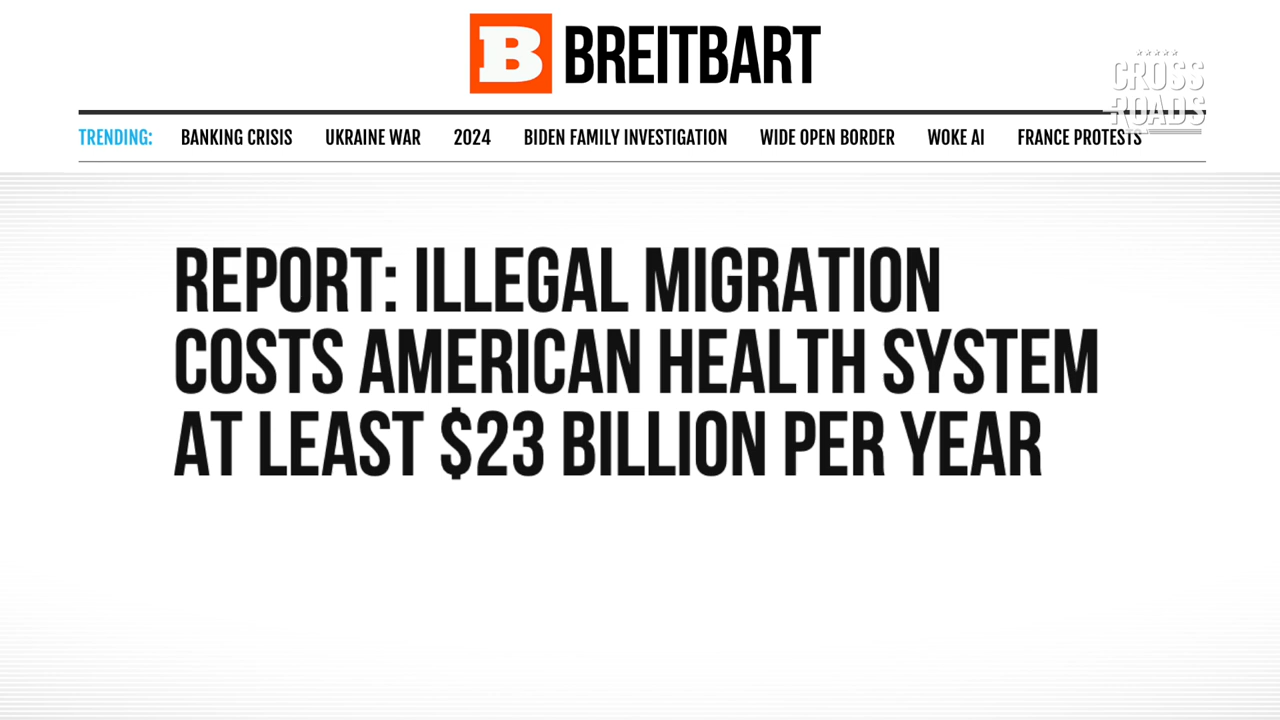 B BREITBART
CROSS
ROADS
TRENDING: BANKING CRISIS UKRAINE WAR 2024 BIDEN FAMILY INVESTIGATION WIDE OPEN BORDER WOKE AI FRANCE PROTESTS
REPORT: ILLEGAL MIGRATION
COSTS AMERICAN HEALTH SYSTEM
AT LEAST $23 BILLION PER YEAR